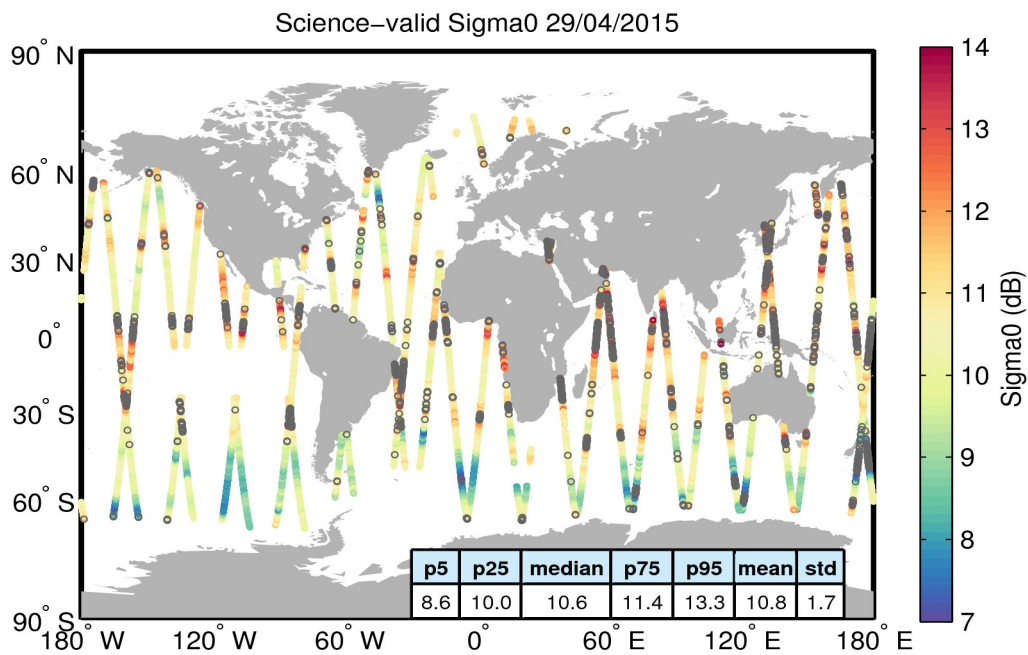 Science−valid Sigma0 29/04/2015
90° N
60° N
30° N
0°
30° S
60° S
90° S
180° W
120° W
60° W
0°
60° E
120° E
180° E
14
13
12
11
10
9
8
7
Sigma0 (dB)
p5 p25 median p75 p95 mean std
8.6 10.0 10.6 11.4 13.3 10.8 1.7